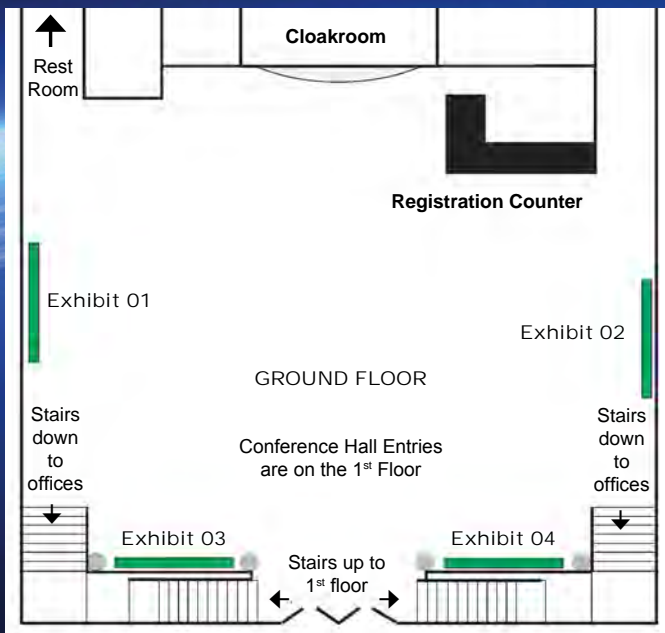 Cloakroom
Rest
Room
Registration Counter
Exhibit 01
Exhibit 02
GROUND FLOOR
Stairs
down
to
offices
Stairs
down
to
offices
Conference Hall Entries
are on the 1st Floor
Exhibit 03
Exhibit 04
Stairs up to
1st floor